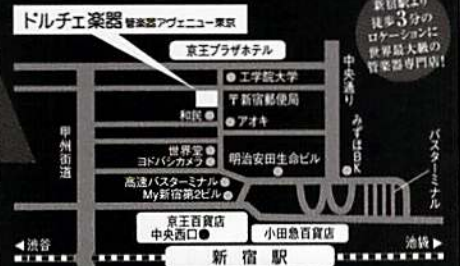 ドルチェ楽器 管楽器アヴェニュー東京
新宿駅より
徒歩3分の
ロケーションに
世界最大級の
管楽器専門店!
京王プラザホテル
工学院大学
〒新宿郵便局
和民
アオキ
中央通り
みずほBK
バスターミナル
甲州街道
世界堂
ヨドバシカメラ
明治安田生命ビル
高速バスターミナル
My新宿第2ビル
京王百貨店
中央西口
小田急百貨店
渋谷
池袋
新宿駅